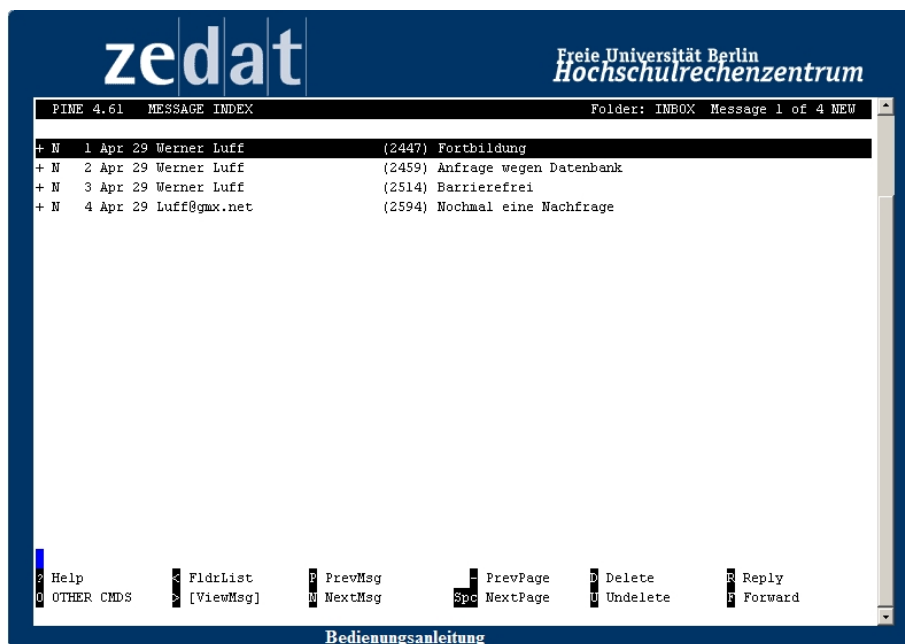 zedat
Freie Universität Berlin
Hochschulrechenzentrum
PINE 4.61 MESSAGE INDEX Folder: INBOX Message 1 of 4 NEW
+ N 1 Apr 29 Werner Luff (2447) Fortbildung
+ N 2 Apr 29 Werner Luff (2459) Anfrage wegen Datenbank
+ N 3 Apr 29 Werner Luff (2514) Barrierefrei
+ N 4 Apr 29 Luff@gmx.net (2594) Nochmal eine Nachfrage
? Help < FldrList P PrevMsg - PrevPage D Delete R Reply
O OTHER CMDS > [ViewMsg] N NextMsg Spc NextPage U Undelete F Forward
Bedienungsanleitung